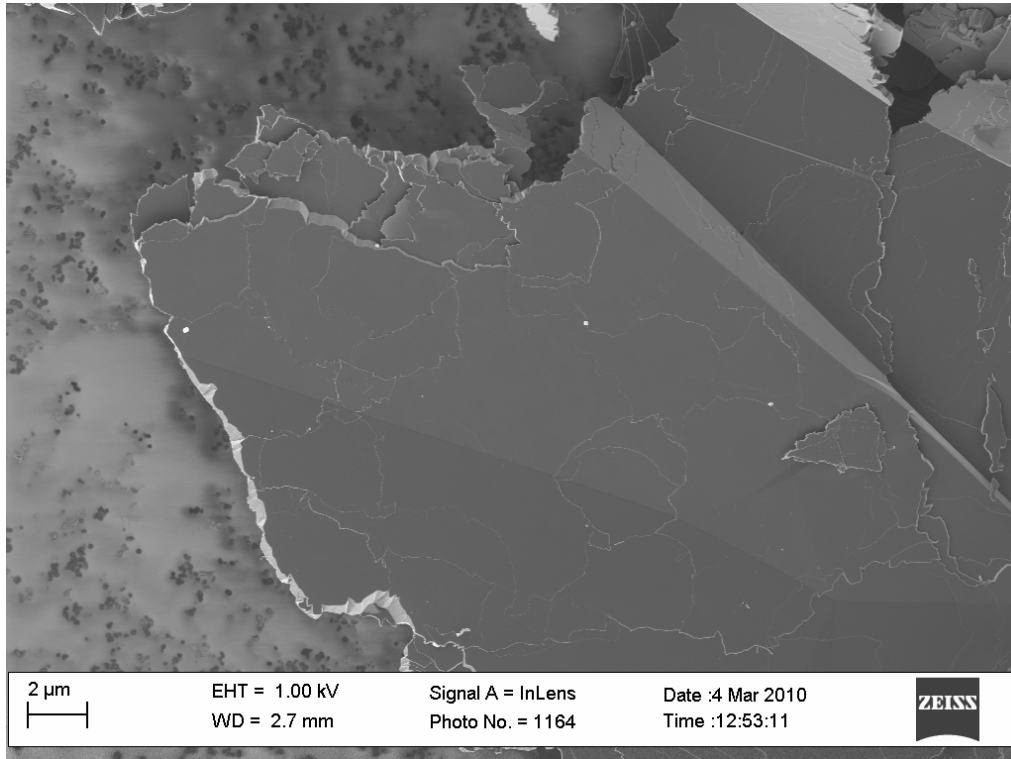 2 µm
EHT = 1.00 kV
WD = 2.7 mm
Signal A = InLens
Photo No. = 1164
Date :4 Mar 2010
Time :12:53:11
ZEISS